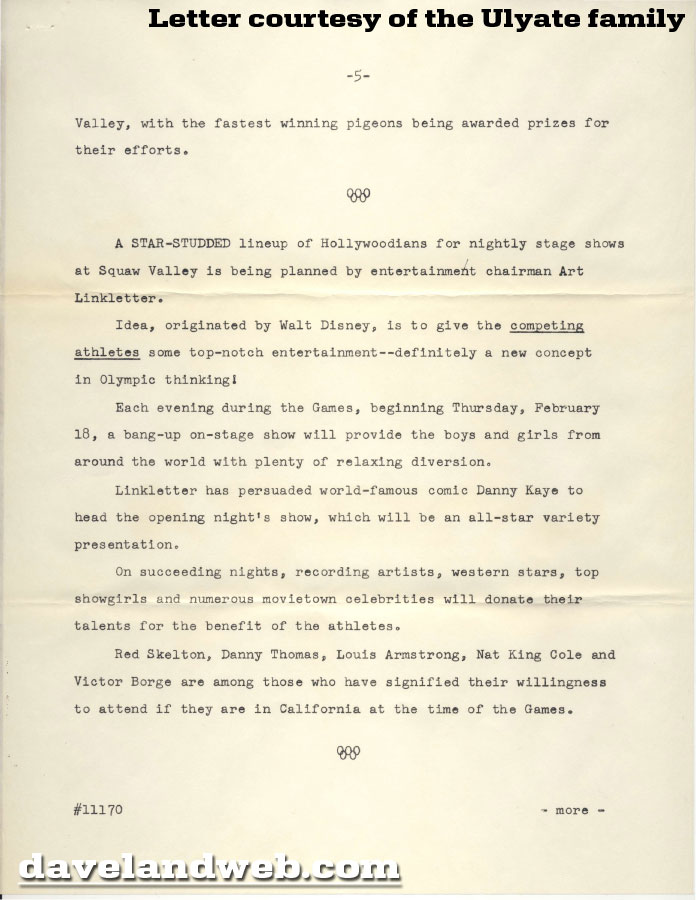 Letter courtesy of the Ulyate family
-5-
Valley, with the fastest winning pigeons being awarded prizes for
their efforts.
A STAR-STUDDED lineup of Hollywoodians for nightly stage shows
at Squaw Valley is being planned by entertainment chairman Art
Linkletter.
Idea, originated by Walt Disney, is to give the competing
athletes some top-notch entertainment--definitely a new concept
in Olympic thinking!
Each evening during the Games, beginning Thursday, February
18, a bang-up on-stage show will provide the boys and girls from
around the world with plenty of relaxing diversion.
Linkletter has persuaded world-famous comic Danny Kaye to
head the opening night's show, which will be an all-star variety
presentation.
On succeeding nights, recording artists, western stars, top
showgirls and numerous movietown celebrities will donate their
talents for the benefit of the athletes.
Red Skelton, Danny Thomas, Louis Armstrong, Nat King Cole and
Victor Borge are among those who have signified their willingness
to attend if they are in California at the time of the Games.
#11170 - more -
davelandweb.com